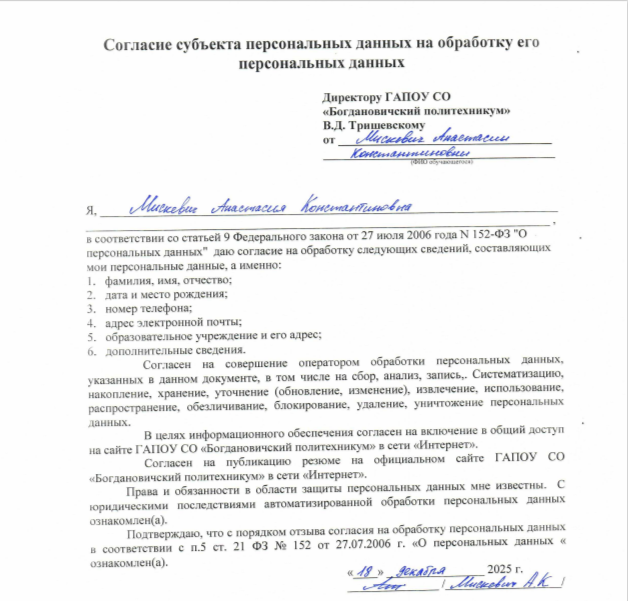 Согласие субъекта персональных данных на обработку его
персональных данных
Директору ГАПОУ СО
«Богдановичский политехникум»
В.Д. Тришевскому
от Мискевич Анастасии
Константиновны
(ФИО обучающегося)
Я, Мискевич Анастасия Константиновна
,
в соответствии со статьей 9 Федерального закона от 27 июля 2006 года N 152-ФЗ "О
персональных данных" даю согласие на обработку следующих сведений, составляющих
мои персональные данные, а именно:
1. фамилия, имя, отчество;
2. дата и место рождения;
3. номер телефона;
4. адрес электронной почты;
5. образовательное учреждение и его адрес;
6. дополнительные сведения.
Согласен на совершение оператором обработки персональных данных,
указанных в данном документе, в том числе на сбор, анализ, запись,. Систематизацию,
накопление, хранение, уточнение (обновление, изменение), извлечение, использование,
распространение, обезличивание, блокирование, удаление, уничтожение персональных
данных.
В целях информационного обеспечения согласен на включение в общий доступ
на сайте ГАПОУ СО «Богдановичский политехникум» в сети «Интернет».
Согласен на публикацию резюме на официальном сайте ГАПОУ СО
«Богдановичский политехникум» в сети «Интернет».
Права и обязанности в области защиты персональных данных мне известны. С
юридическими последствиями автоматизированной обработки персональных данных
ознакомлен(а).
Подтверждаю, что с порядком отзыва согласия на обработку персональных данных
в соответствии с п.5 ст. 21 ФЗ № 152 от 27.07.2006 г. «О персональных данных «
ознакомлен(а).
«18» декабря 2025 г.
/ Мискевич А.К /